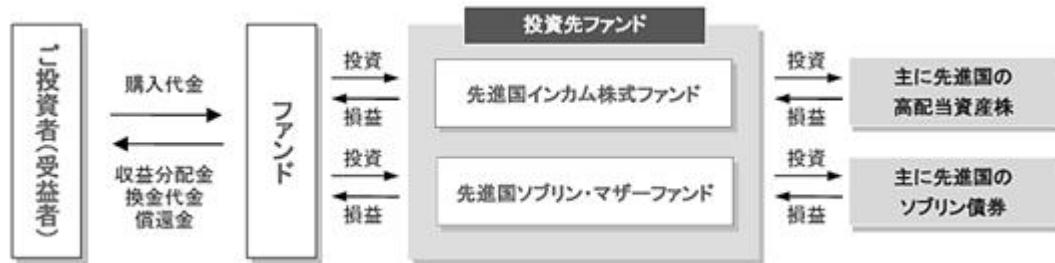 ご投資者(受益者)
購入代金
収益分配金
換金代金
償還金
ファンド
投資
損益
投資
損益
投資先ファンド
先進国インカム株式ファンド
先進国ソブリン・マザーファンド
投資
損益
投資
損益
主に先進国の
高配当資産株
主に先進国の
ソブリン債券